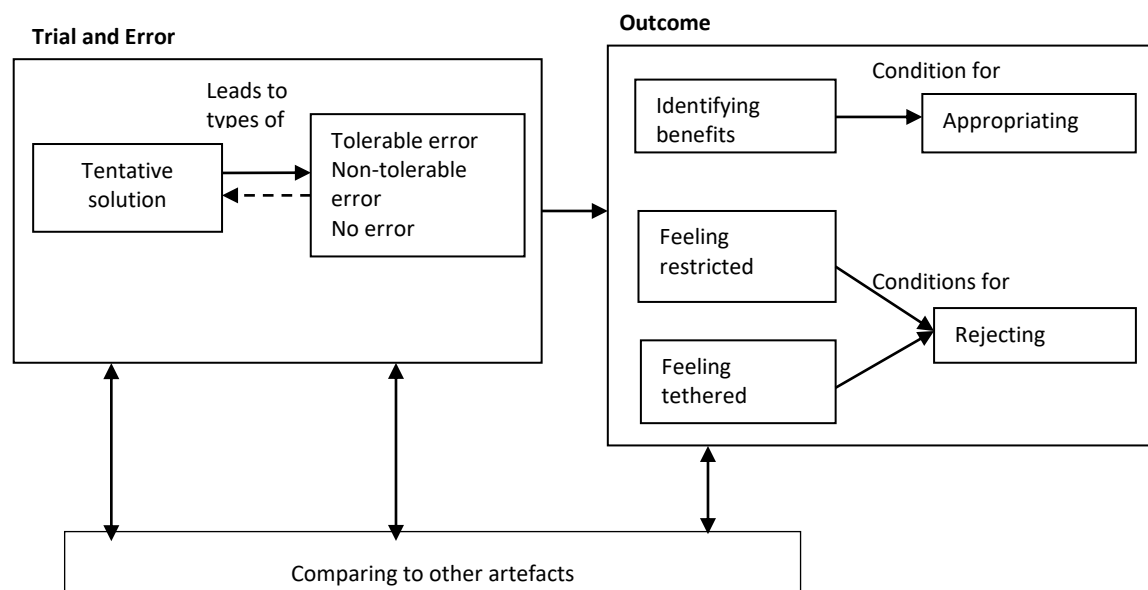 Trial and Error
Leads to
types of
Tentative
solution
Tolerable error
Non-tolerable
error
No error
Outcome
Condition for
Identifying
benefits
Appropriating
Feeling
restricted
Conditions for
Rejecting
Feeling
tethered
Comparing to other artefacts